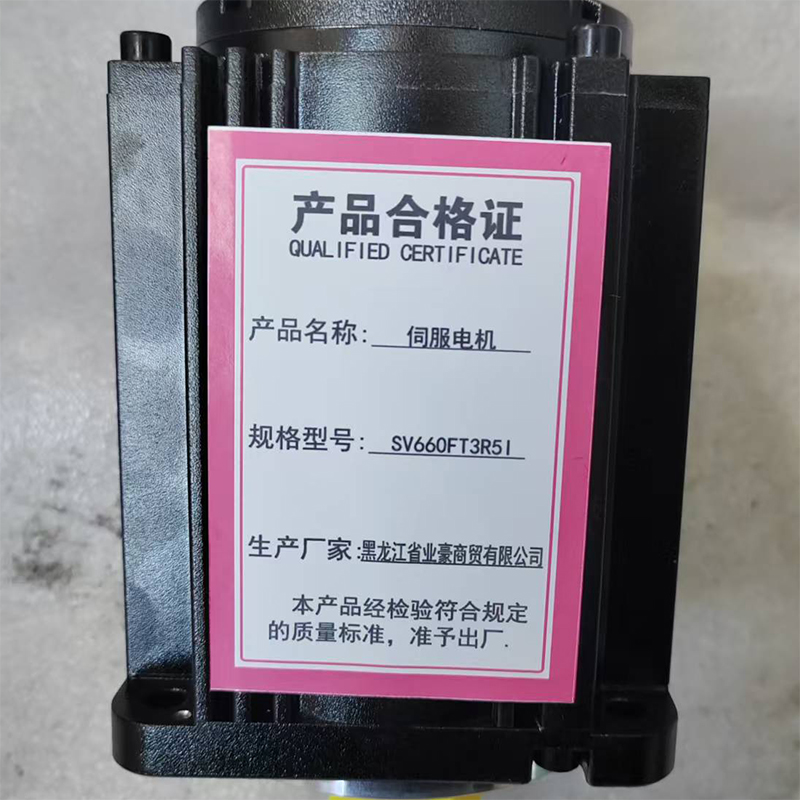 产品合格证
QUALIFIED CERTIFICATE
产品名称: 伺服电机
规格型号: SV660FT3R5I
生产厂家:黑龙江省业豪商贸有限公司
本产品经检验符合规定
的质量标准，准予出厂.